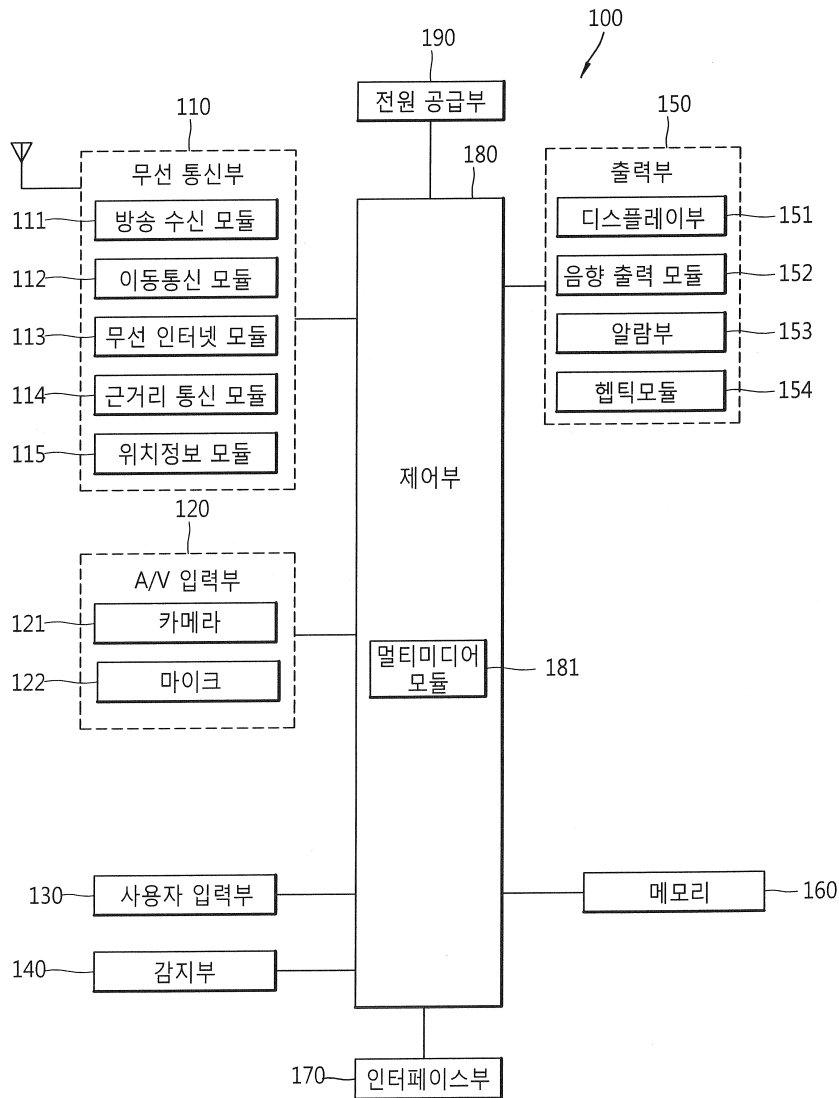 100
190
전원 공급부
110
무선 통신부
111
방송 수신 모듈
112
이동통신 모듈
113
무선 인터넷 모듈
114
근거리 통신 모듈
115
위치정보 모듈
120
A/V 입력부
121
카메라
122
마이크
130
사용자 입력부
140
감지부
180
제어부
멀티미디어
모듈
181
150
출력부
디스플레이부
151
음향 출력 모듈
152
알람부
153
헵틱모듈
154
메모리
160
170
인터페이스부